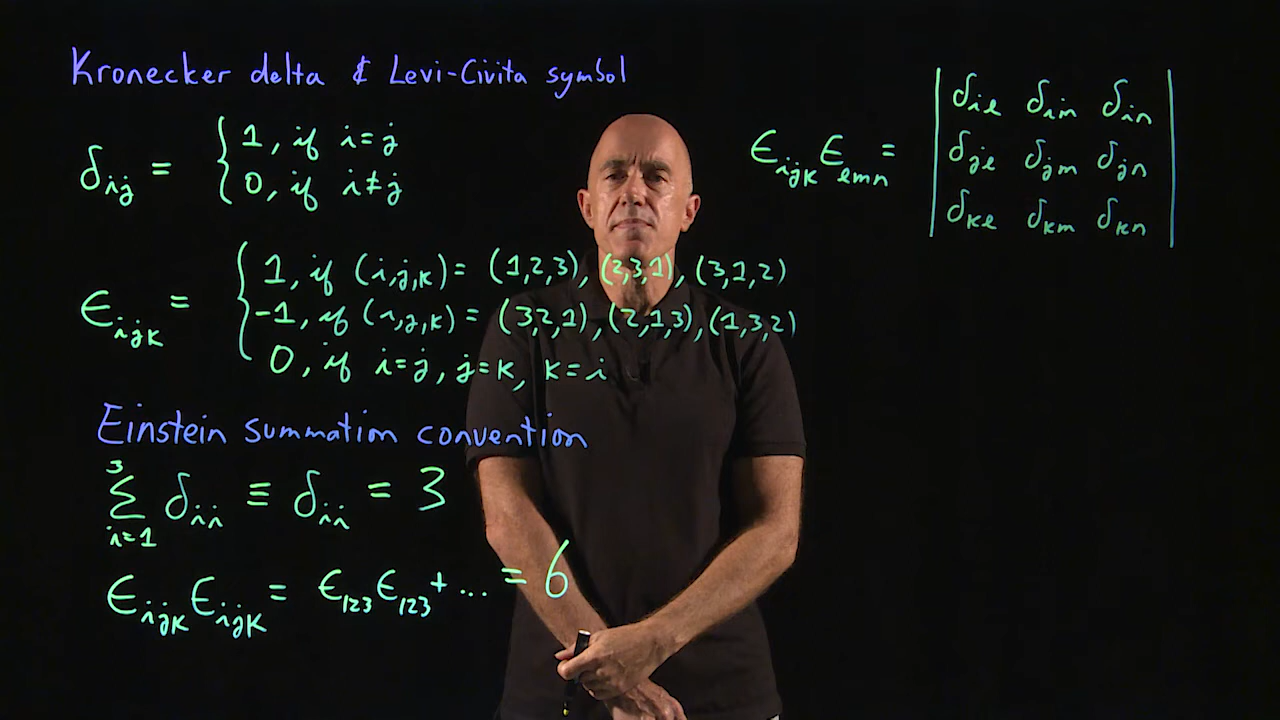 Kronecker delta & Levi-Civita symbol
δij = { 1, if i=j
0, if i≠j
ϵijk = { 1, if (i,j,k) = (1,2,3), (2,3,1), (3,1,2)
-1, if (i,j,k) = (3,2,1), (2,1,3), (1,3,2)
0, if i=j, j=k, k=i
Einstein summation convention
3
Σ δii ≡ δii = 3
i=1
ϵijk ϵijk = ϵ123 ϵ123 + ... = 6
ϵijk ϵlmn = | δil δim δin |
| δjl δjm δjn |
| δkl δkm δkn |